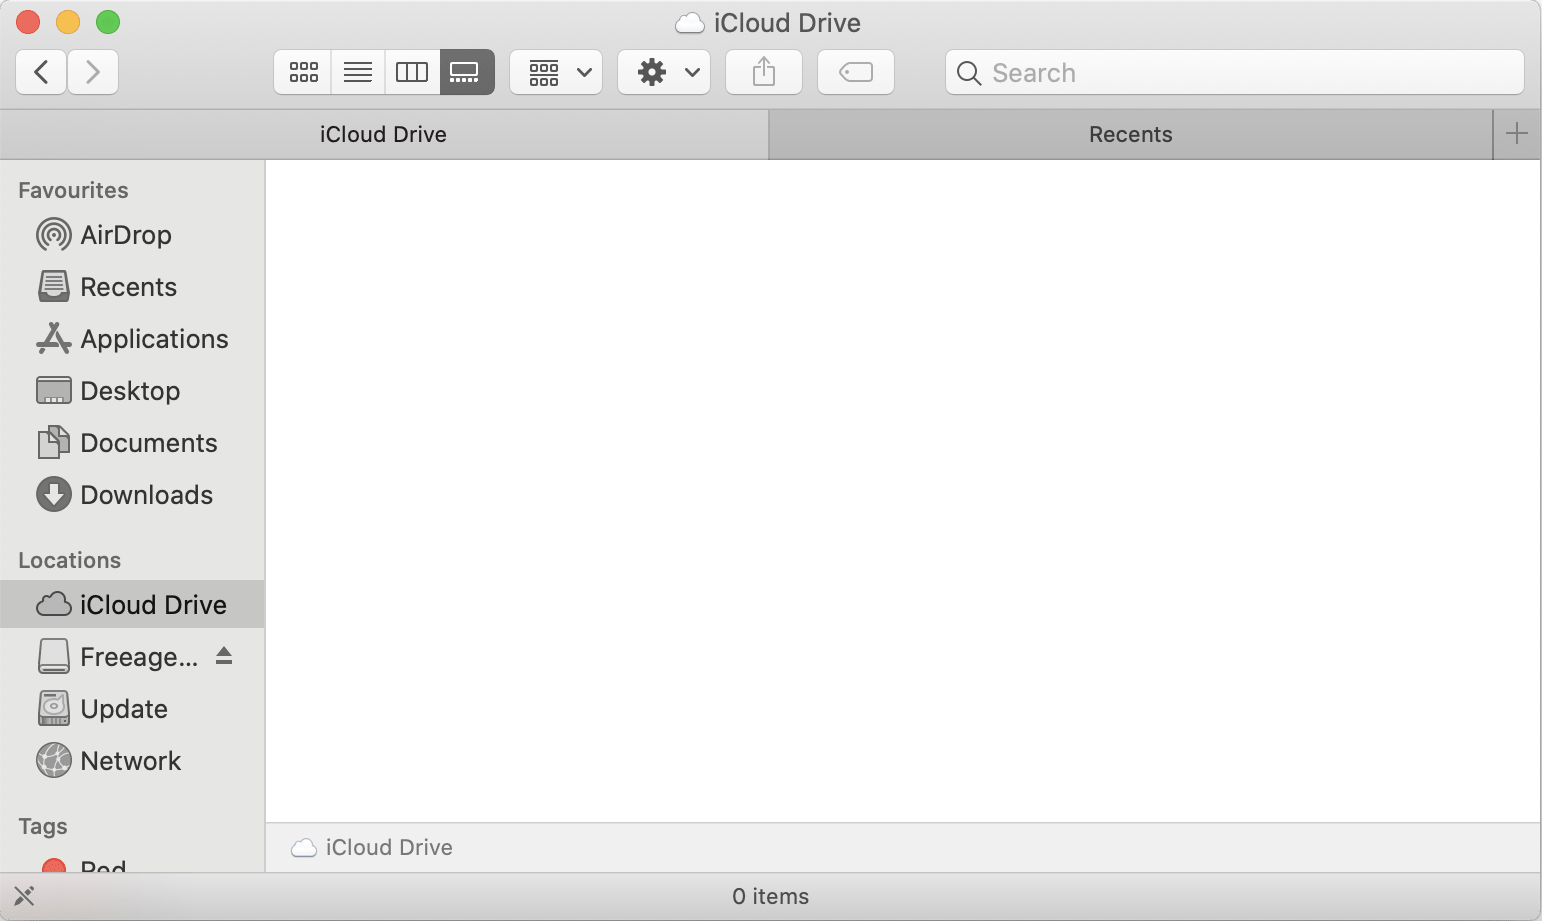 iCloud Drive
Search
iCloud Drive
Recents
Favourites
AirDrop
Recents
Applications
Desktop
Documents
Downloads
Locations
iCloud Drive
Freeage...
Update
Network
Tags
Red
iCloud Drive
0 items